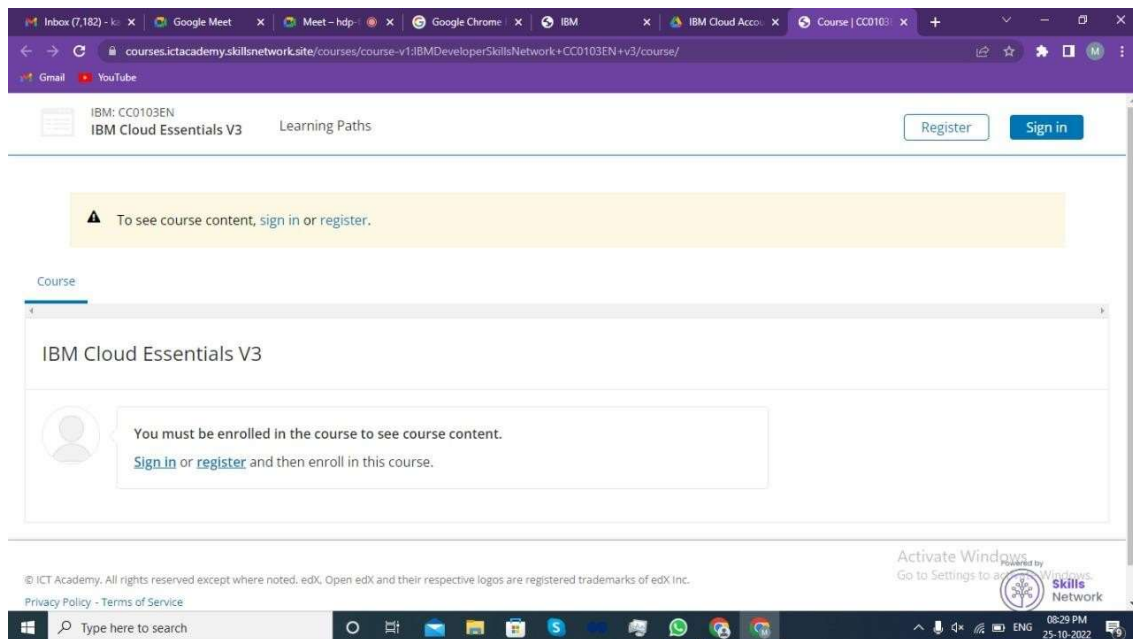 Inbox (7,182) - ka
Google Meet
Meet – hdp-
Google Chrome
IBM
IBM Cloud Accou
Course | CC0103
courses.ictacademy.skillsnetwork.site/courses/course-v1:IBMDeveloperSkillsNetwork+CC0103EN+v3/course/
M
Gmail
YouTube
IBM: CC0103EN
IBM Cloud Essentials V3
Learning Paths
Register
Sign in
To see course content, sign in or register.
Course
IBM Cloud Essentials V3
You must be enrolled in the course to see course content.
Sign in or register and then enroll in this course.
Activate Windows
Powered by
Go to Settings to
Windows.
Skills
Network
© ICT Academy. All rights reserved except where noted. edX, Open edX and their respective logos are registered trademarks of edX Inc.
Privacy Policy - Terms of Service
Type here to search
ENG
08:29 PM
25-10-2022